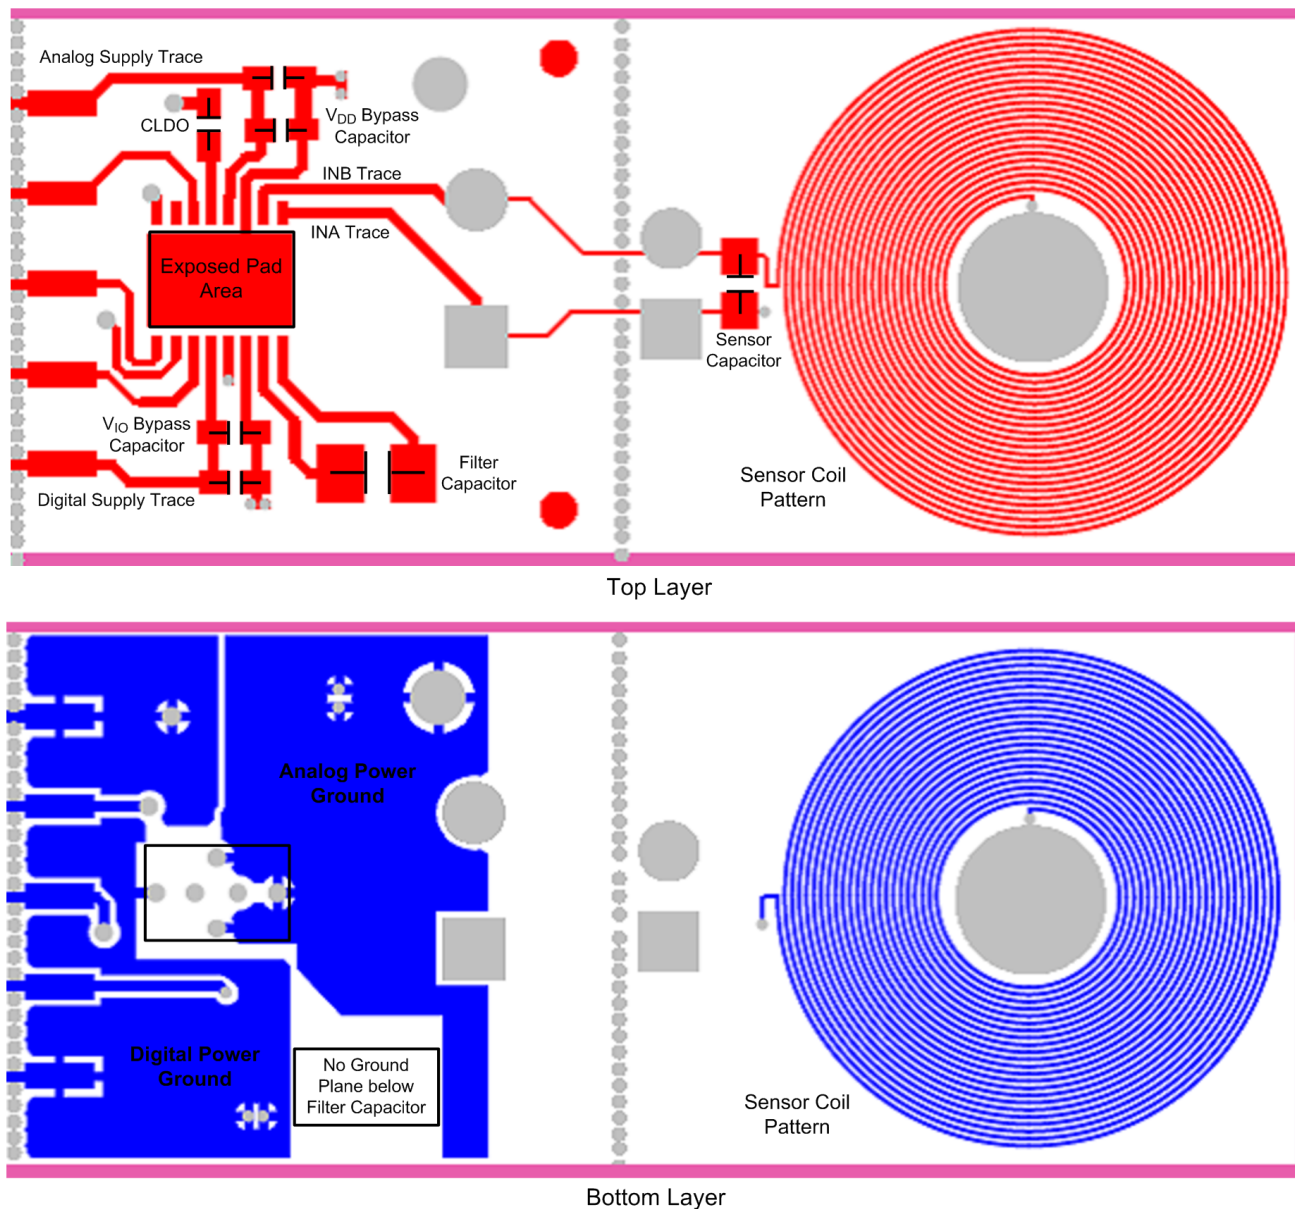 Analog Supply Trace
CLDO
VDD Bypass
Capacitor
INB Trace
INA Trace
Exposed Pad
Area
Sensor
Capacitor
VIO Bypass
Capacitor
Filter
Capacitor
Digital Supply Trace
Sensor Coil
Pattern
Top Layer
Analog Power
Ground
Digital Power
Ground
No Ground
Plane below
Filter Capacitor
Sensor Coil
Pattern
Bottom Layer